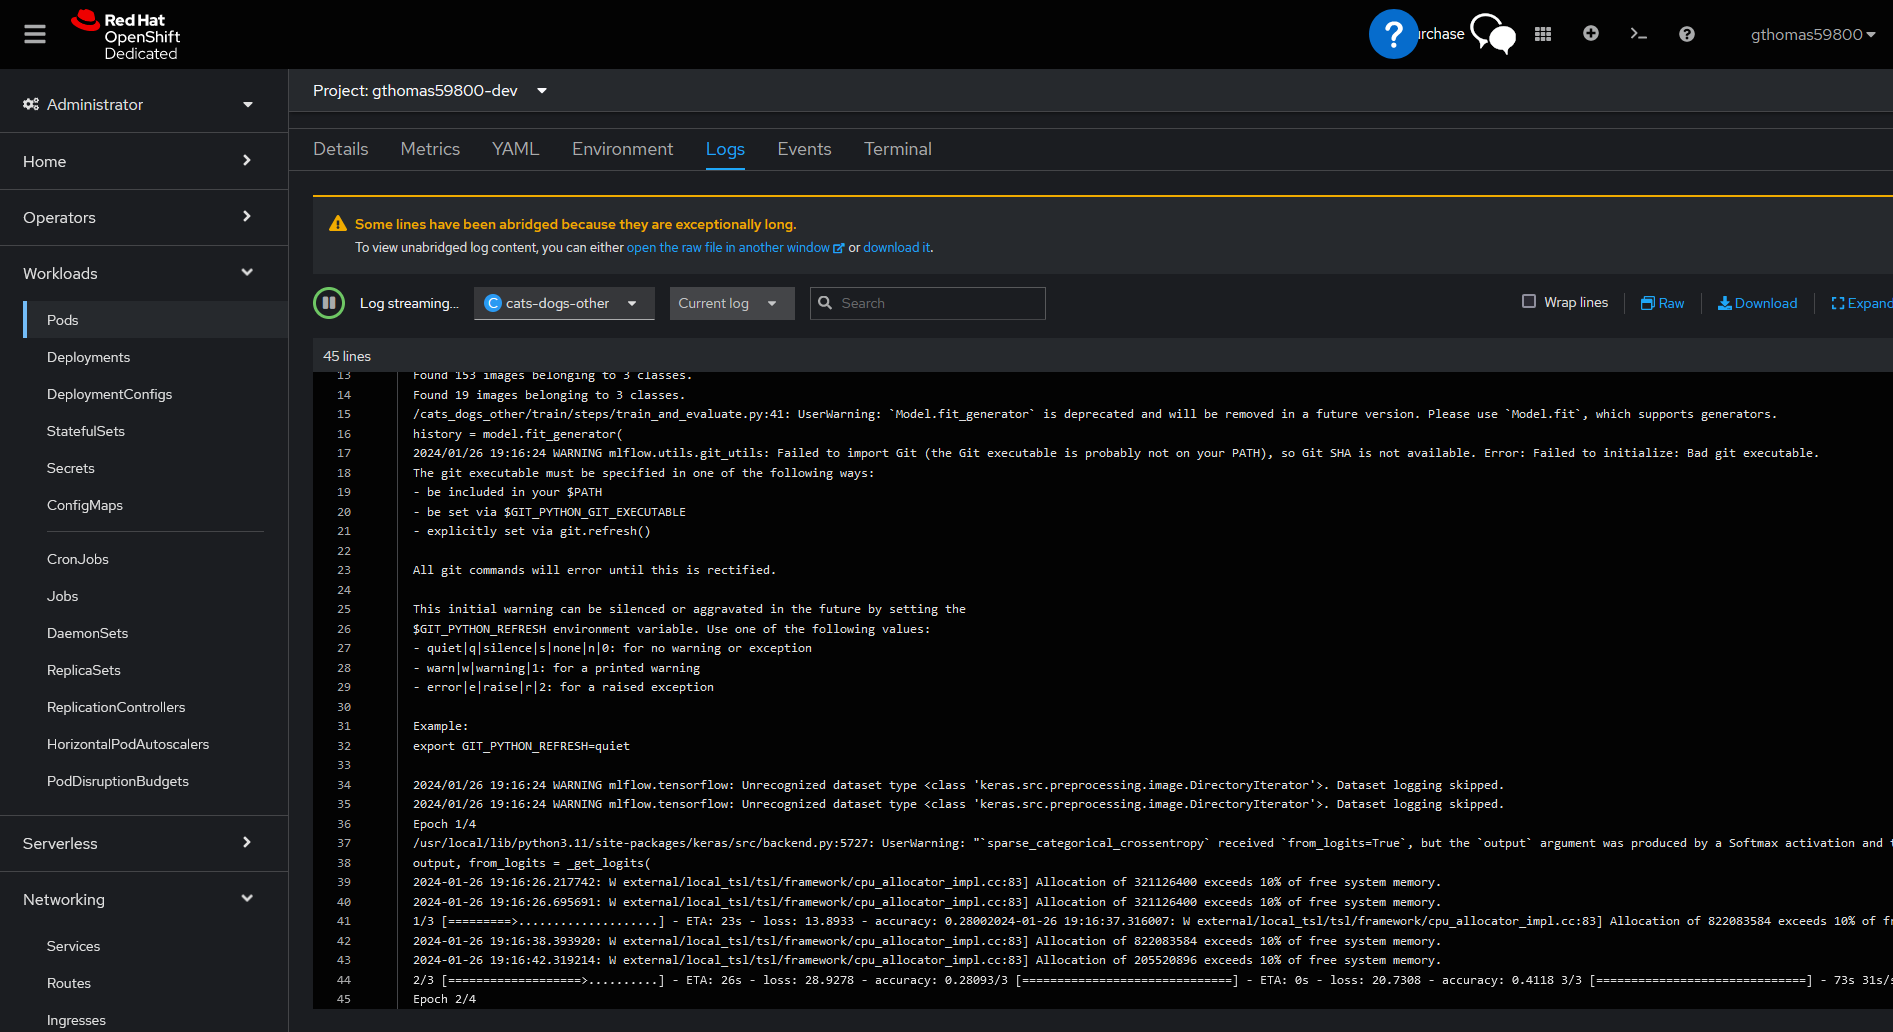 Red Hat
OpenShift
Dedicated
?
rchase
gthomas59800
Administrator
Home
Operators
Workloads
Pods
Deployments
DeploymentConfigs
StatefulSets
Secrets
ConfigMaps
CronJobs
Jobs
DaemonSets
ReplicaSets
ReplicationControllers
HorizontalPodAutoscalers
PodDisruptionBudgets
Serverless
Networking
Services
Routes
Ingresses
Project: gthomas59800-dev
Details Metrics YAML Environment Logs Events Terminal
Some lines have been abridged because they are exceptionally long.
To view unabridged log content, you can either open the raw file in another window or download it.
Log streaming... C cats-dogs-other Current log Search Wrap lines Raw Download Expand
45 lines
13 Found 153 images belonging to 3 classes.
14 Found 19 images belonging to 3 classes.
15 /cats_dogs_other/train/steps/train_and_evaluate.py:41: UserWarning: `Model.fit_generator` is deprecated and will be removed in a future version. Please use `Model.fit`, which supports generators.
16 history = model.fit_generator(
17 2024/01/26 19:16:24 WARNING mlflow.utils.git_utils: Failed to import Git (the Git executable is probably not on your PATH), so Git SHA is not available. Error: Failed to initialize: Bad git executable.
18 The git executable must be specified in one of the following ways:
19 - be included in your $PATH
20 - be set via $GIT_PYTHON_GIT_EXECUTABLE
21 - explicitly set via git.refresh()
22
23 All git commands will error until this is rectified.
24
25 This initial warning can be silenced or aggravated in the future by setting the
26 $GIT_PYTHON_REFRESH environment variable. Use one of the following values:
27 - quiet|q|silence|s|none|n|0: for no warning or exception
28 - warn|w|warning|1: for a printed warning
29 - error|e|raise|r|2: for a raised exception
30
31 Example:
32 export GIT_PYTHON_REFRESH=quiet
33
34 2024/01/26 19:16:24 WARNING mlflow.tensorflow: Unrecognized dataset type <class 'keras.src.preprocessing.image.DirectoryIterator'>. Dataset logging skipped.
35 2024/01/26 19:16:24 WARNING mlflow.tensorflow: Unrecognized dataset type <class 'keras.src.preprocessing.image.DirectoryIterator'>. Dataset logging skipped.
36 Epoch 1/4
37 /usr/local/lib/python3.11/site-packages/keras/src/backend.py:5727: UserWarning: "`sparse_categorical_crossentropy` received `from_logits=True`, but the `output` argument was produced by a Softmax activation and
38 output, from_logits = _get_logits(
39 2024-01-26 19:16:26.217742: W external/local_tsl/tsl/framework/cpu_allocator_impl.cc:83] Allocation of 321126400 exceeds 10% of free system memory.
40 2024-01-26 19:16:26.695691: W external/local_tsl/tsl/framework/cpu_allocator_impl.cc:83] Allocation of 321126400 exceeds 10% of free system memory.
41 1/3 [=========>....................] - ETA: 23s - loss: 13.8933 - accuracy: 0.28002024-01-26 19:16:37.316007: W external/local_tsl/tsl/framework/cpu_allocator_impl.cc:83] Allocation of 822083584 exceeds 10% of
42 2024-01-26 19:16:38.393920: W external/local_tsl/tsl/framework/cpu_allocator_impl.cc:83] Allocation of 822083584 exceeds 10% of free system memory.
43 2024-01-26 19:16:42.319214: W external/local_tsl/tsl/framework/cpu_allocator_impl.cc:83] Allocation of 205520896 exceeds 10% of free system memory.
44 2/3 [===================>..........] - ETA: 26s - loss: 28.9278 - accuracy: 0.28093/3 [==============================] - ETA: 0s - loss: 20.7308 - accuracy: 0.4118 3/3 [==============================] - 73s 31s/
45 Epoch 2/4